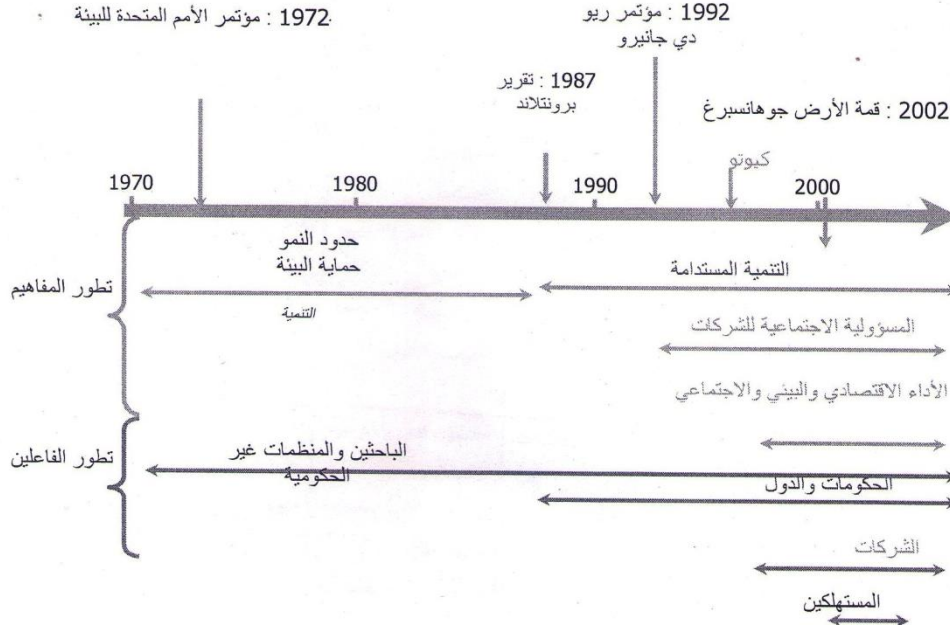 1972 : مؤتمر الأمم المتحدة للبيئة
1992 : مؤتمر ريو
دي جانيرو
1987 : تقرير
برونتلاند
2002 : قمة الأرض جوهانسبرغ
كيوتو
1970
1980
1990
2000
تطور المفاهيم
حدود النمو
حماية البيئة
التنمية
التنمية المستدامة
المسؤولية الاجتماعية للشركات
الأداء الاقتصادي والبيئي والاجتماعي
تطور الفاعلين
الباحثين والمنظمات غير
الحكومية
الحكومات والدول
الشركات
المستهلكين